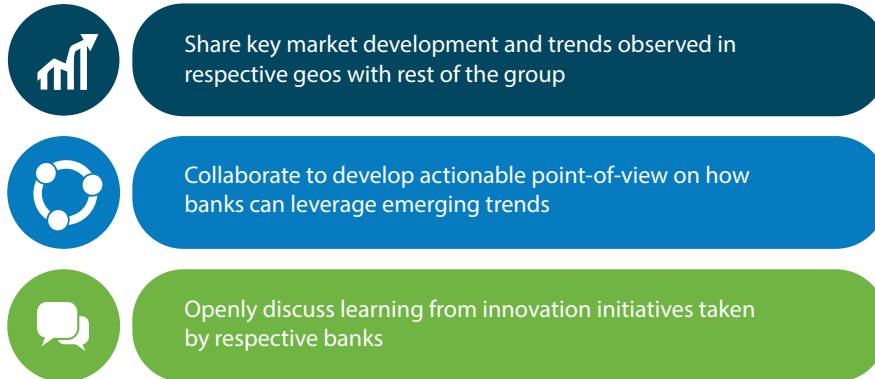 Share key market development and trends observed in
respective geos with rest of the group
Collaborate to develop actionable point-of-view on how
banks can leverage emerging trends
Openly discuss learning from innovation initiatives taken
by respective banks